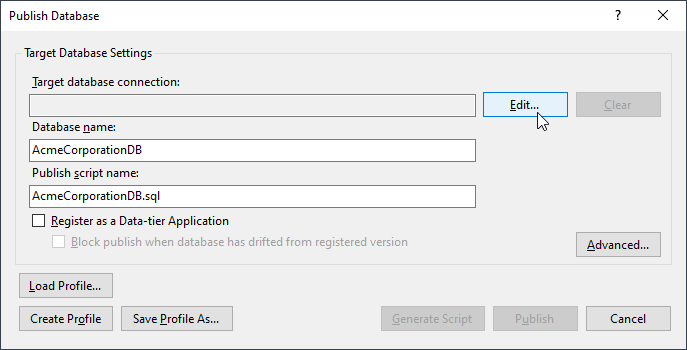 Publish Database
?
Target Database Settings
Target database connection:
Edit...
Clear
Database name:
AcmeCorporationDB
Publish script name:
AcmeCorporationDB.sql
Register as a Data-tier Application
Block publish when database has drifted from registered version
Advanced...
Load Profile...
Create Profile
Save Profile As...
Generate Script
Publish
Cancel